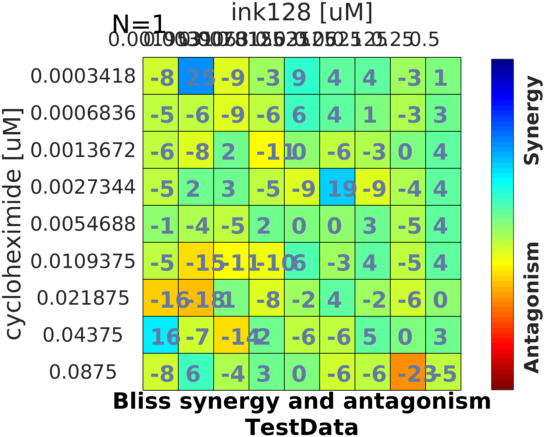 ink128 [uM]
N=1
0.0003418 -8 25 -9 -3 9 4 4 -3 1
0.0006836 -5 -6 -9 -6 6 4 1 -3 3
0.0013672 -6 -8 2 -11 0 -6 -3 0 4
0.0027344 -5 2 3 -5 -9 19 -9 -4 4
0.0054688 -1 -4 -5 2 0 0 3 -5 4
0.0109375 -5 -15 -11 -10 6 -3 4 -5 4
0.021875 -16 -18 1 -8 -2 4 -2 -6 0
0.04375 16 -7 -14 2 -6 -6 5 0 3
0.0875 -8 6 -4 3 0 -6 -6 -23 -5
cycloheximide [uM]
Synergy
Antagonism
Bliss synergy and antagonism
TestData